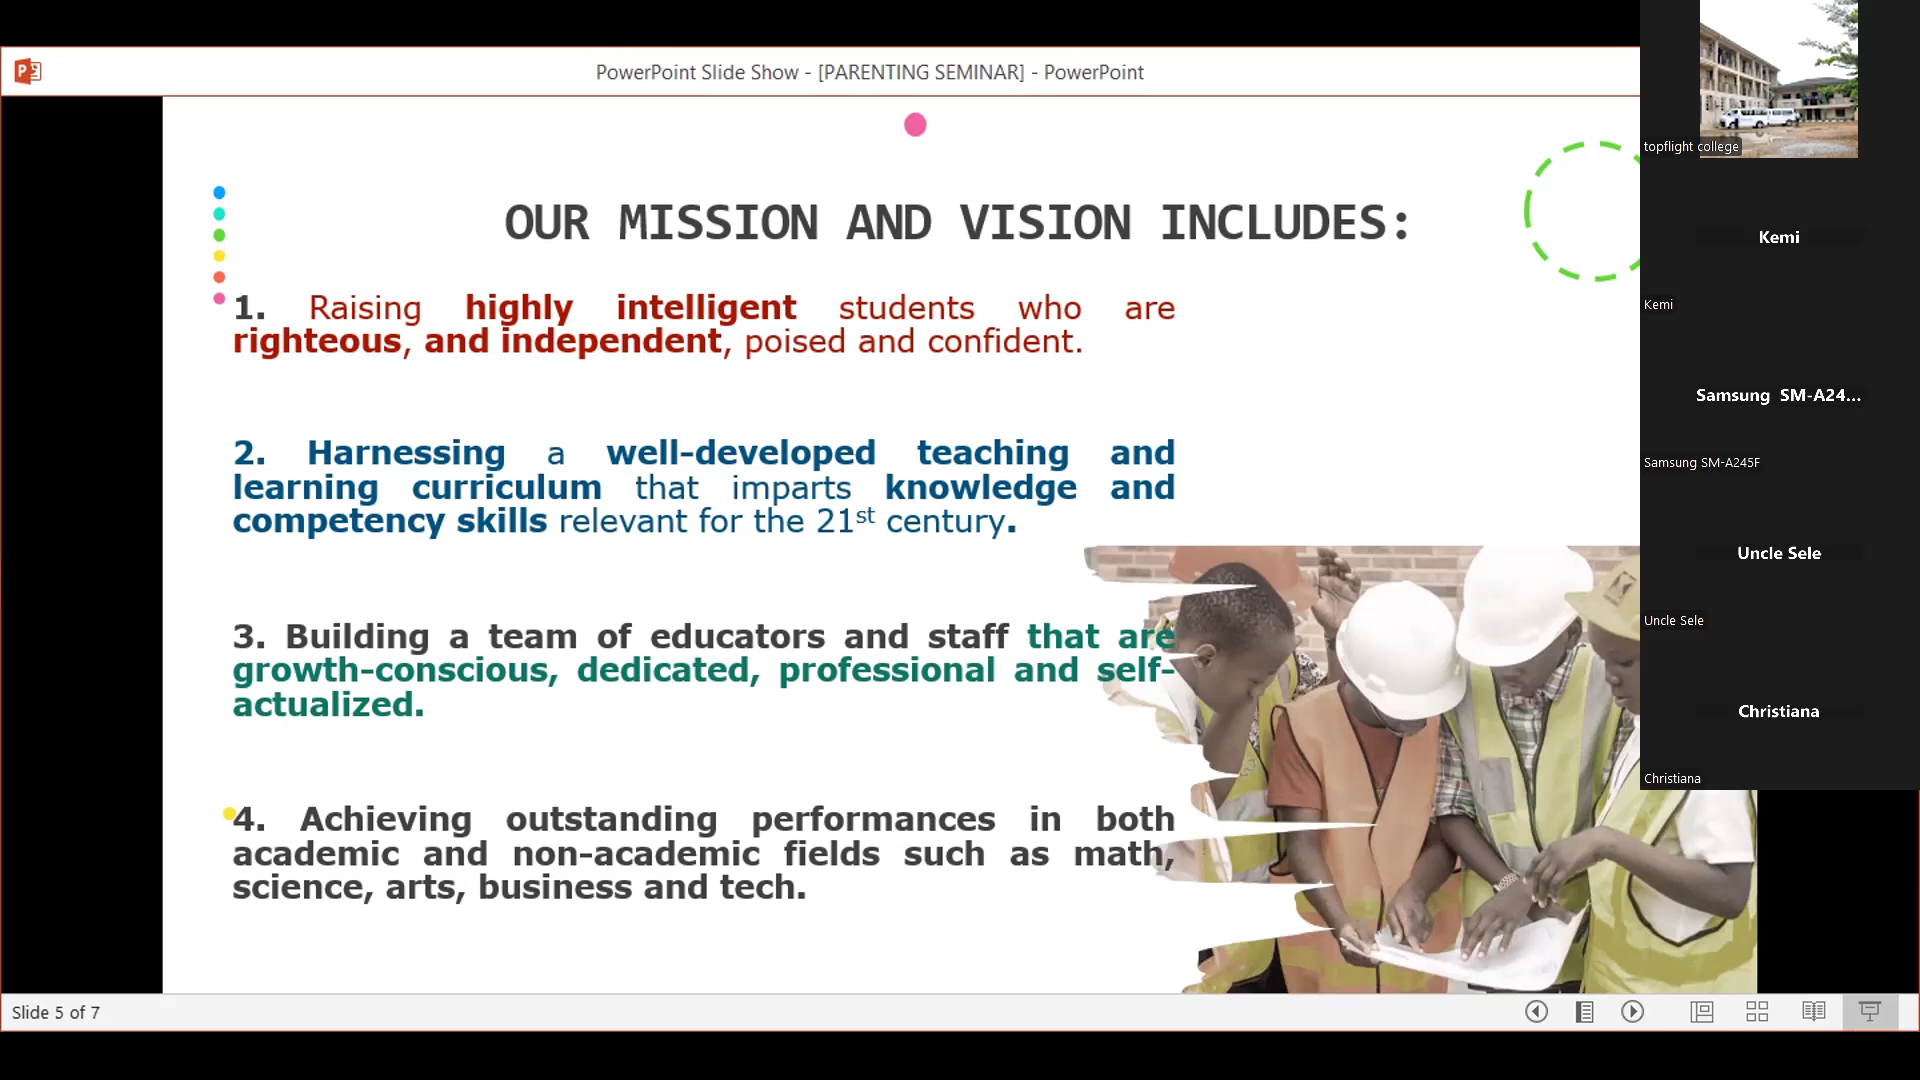 PowerPoint Slide Show - [PARENTING SEMINAR] - PowerPoint
OUR MISSION AND VISION INCLUDES:
1. Raising highly intelligent students who are
righteous, and independent, poised and confident.
2. Harnessing a well-developed teaching and
learning curriculum that imparts knowledge and
competency skills relevant for the 21st century.
3. Building a team of educators and staff that are
growth-conscious, dedicated, professional and self-
actualized.
4. Achieving outstanding performances in both
academic and non-academic fields such as math,
science, arts, business and tech.
Slide 5 of 7
topflight college
Kemi
Kemi
Samsung SM-A24...
Samsung SM-A245F
Uncle Sele
Uncle Sele
Christiana
Christiana